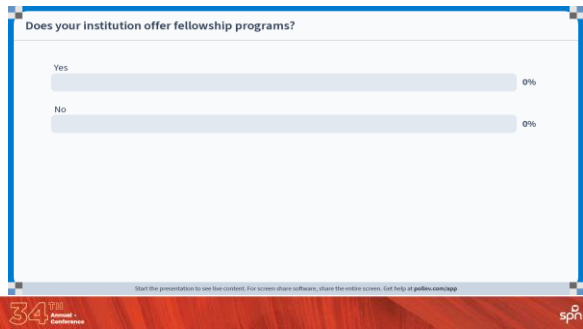 Does your institution offer fellowship programs?
Yes
0%
No
0%
Start the presentation to see live content. For screen share software, share the entire screen. Get help at pollev.com/app
34TH
Annual
Conference
spn